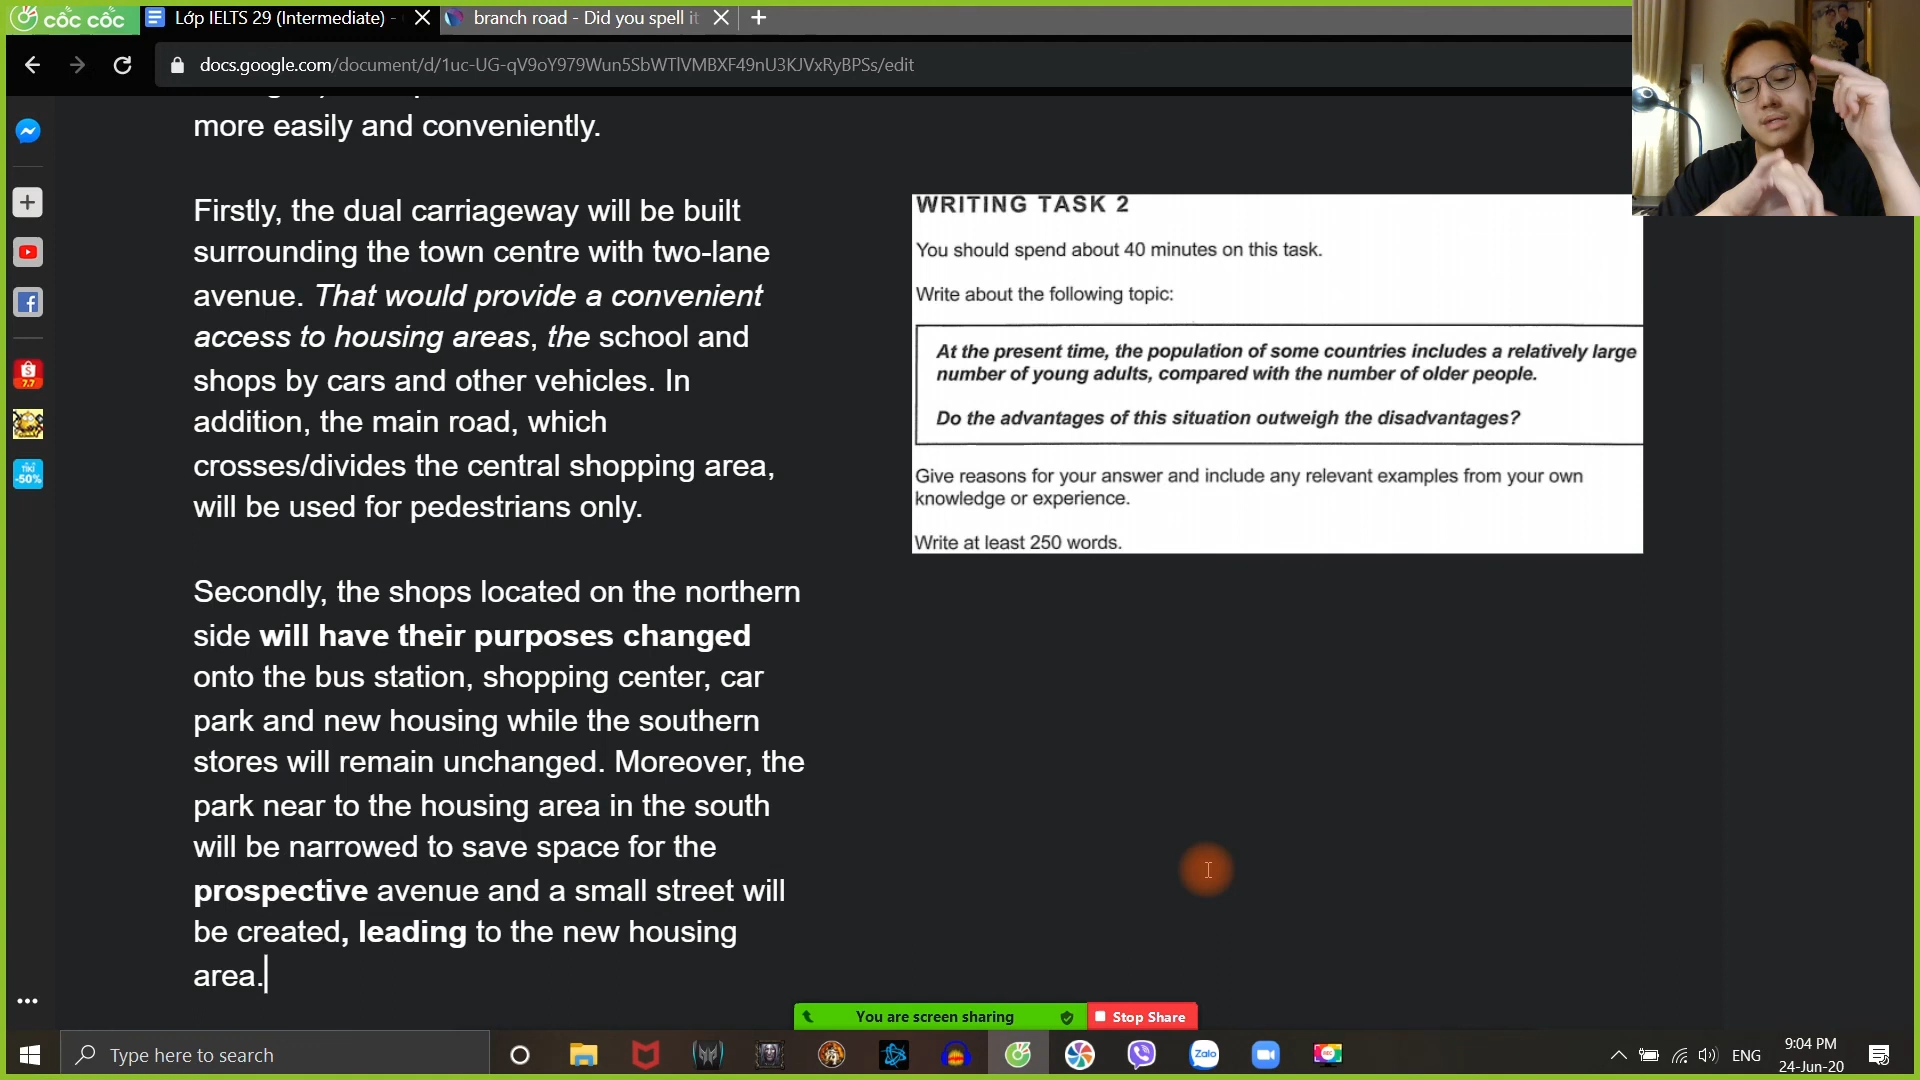 cốc cốc
Lớp IELTS 29 (Intermediate) -
branch road - Did you spell it
docs.google.com/document/d/1uc-UG-qV9oY979Wun5SbWTlVMBXF49nU3KJVxRyBPSs/edit
more easily and conveniently.
Firstly, the dual carriageway will be built
surrounding the town centre with two-lane
avenue. That would provide a convenient
access to housing areas, the school and
shops by cars and other vehicles. In
addition, the main road, which
crosses/divides the central shopping area,
will be used for pedestrians only.
Secondly, the shops located on the northern
side will have their purposes changed
onto the bus station, shopping center, car
park and new housing while the southern
stores will remain unchanged. Moreover, the
park near to the housing area in the south
will be narrowed to save space for the
prospective avenue and a small street will
be created, leading to the new housing
area.
WRITING TASK 2
You should spend about 40 minutes on this task.
Write about the following topic:
At the present time, the population of some countries includes a relatively large
number of young adults, compared with the number of older people.
Do the advantages of this situation outweigh the disadvantages?
Give reasons for your answer and include any relevant examples from your own
knowledge or experience.
Write at least 250 words.
7.7
TIKI
-50%
You are screen sharing
Stop Share
Type here to search
Zalo
REC
ENG
9:04 PM
24-Jun-20